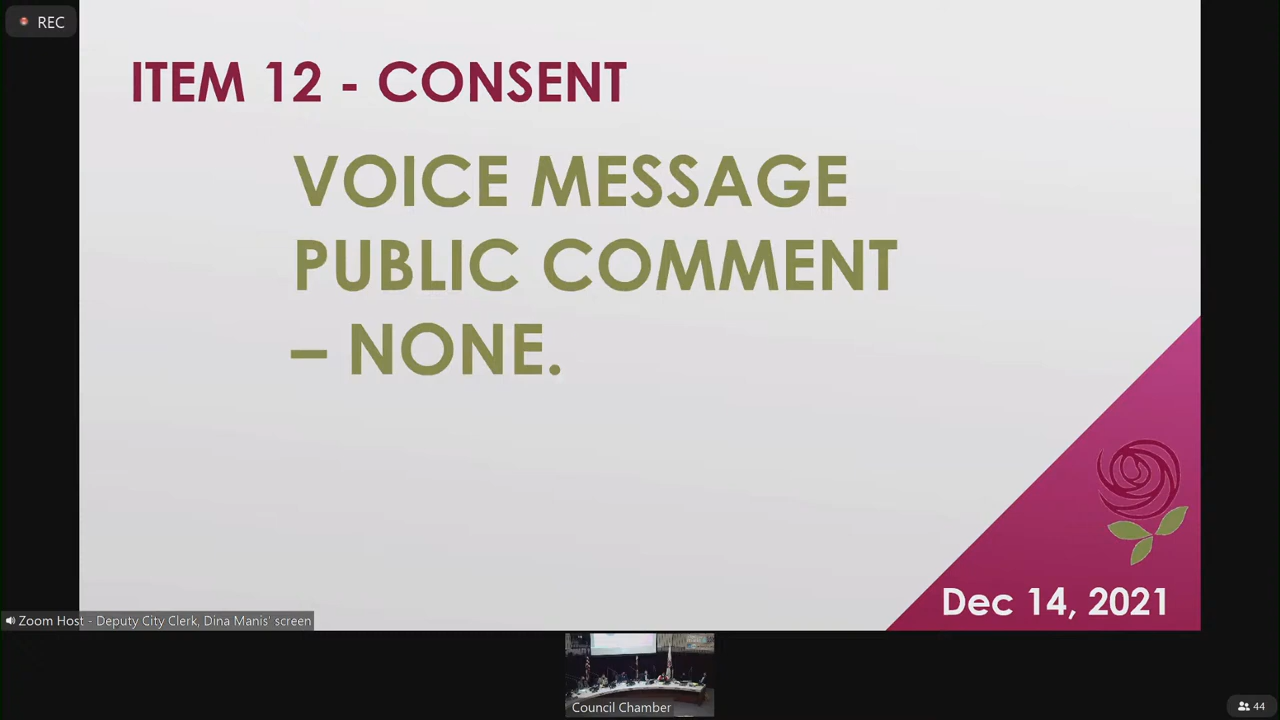 REC
ITEM 12 - CONSENT
VOICE MESSAGE
PUBLIC COMMENT
– NONE.
Dec 14, 2021
Zoom Host - Deputy City Clerk, Dina Manis' screen
Council Chamber
44